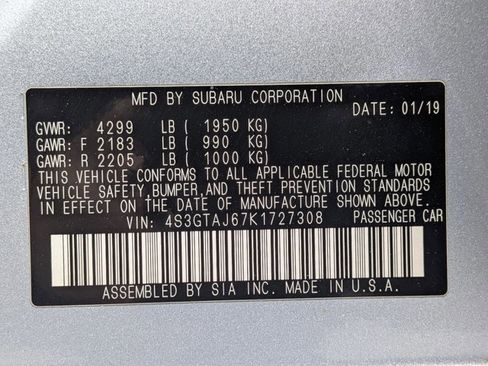 MFD BY SUBARU CORPORATION
DATE: 01/19
GVWR: 4299 LB ( 1950 KG)
GAWR: F 2183 LB ( 990 KG)
GAWR: R 2205 LB ( 1000 KG)
THIS VEHICLE CONFORMS TO ALL APPLICABLE FEDERAL MOTOR
VEHICLE SAFETY, BUMPER, AND THEFT PREVENTION STANDARDS
IN EFFECT ON THE DATE OF MANUFACTURE SHOWN ABOVE.
VIN: 4S3GTAJ67K1727308 PASSENGER CAR
ASSEMBLED BY SIA INC. MADE IN U.S.A.